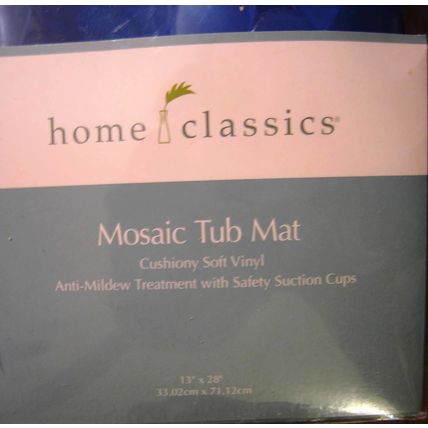 home classics®
Mosaic Tub Mat
Cushiony Soft Vinyl
Anti-Mildew Treatment with Safety Suction Cups
13" x 28"
33.02cm x 71.12cm